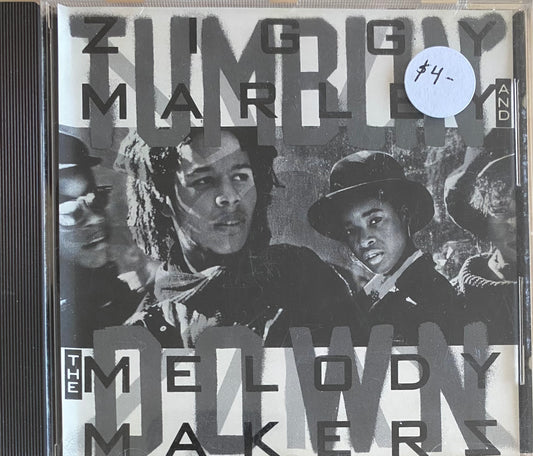 ZIGGY
TUMBLIN'
MARLEY AND
$4-
THE MELODY
DOWN
MAKERS